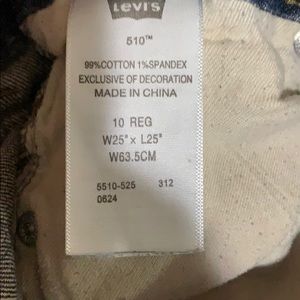 Levi's
510™
99%COTTON 1%SPANDEX
EXCLUSIVE OF DECORATION
MADE IN CHINA
10 REG
W25" x L25"
W63.5CM
5510-525 312
0624